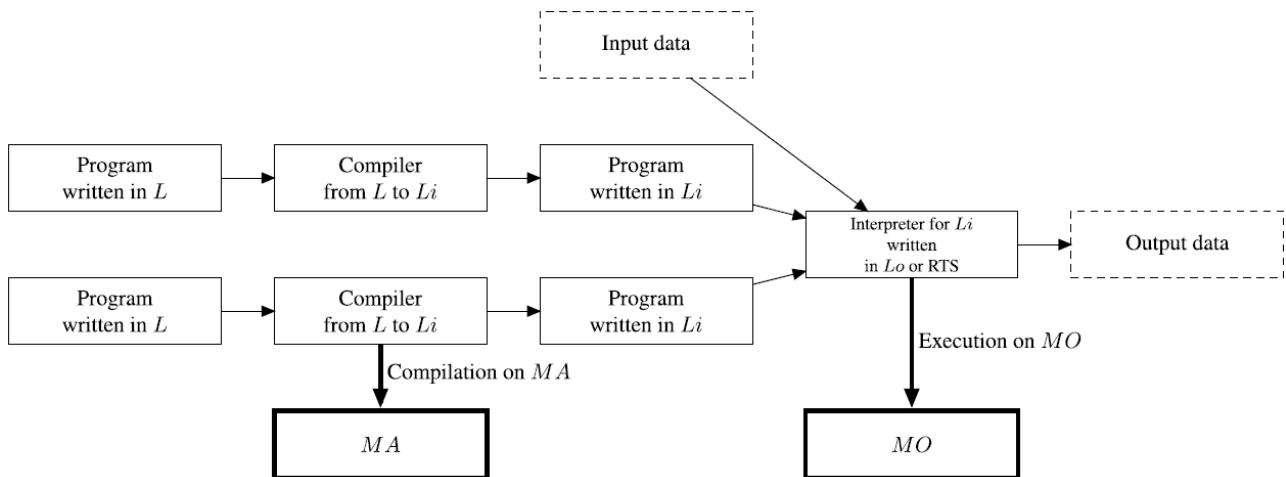 Input data
Program
written in L
Compiler
from L to Li
Program
written in Li
Interpreter for Li
written
in Lo or RTS
Output data
Program
written in L
Compiler
from L to Li
Program
written in Li
Execution on MO
Compilation on MA
MA
MO